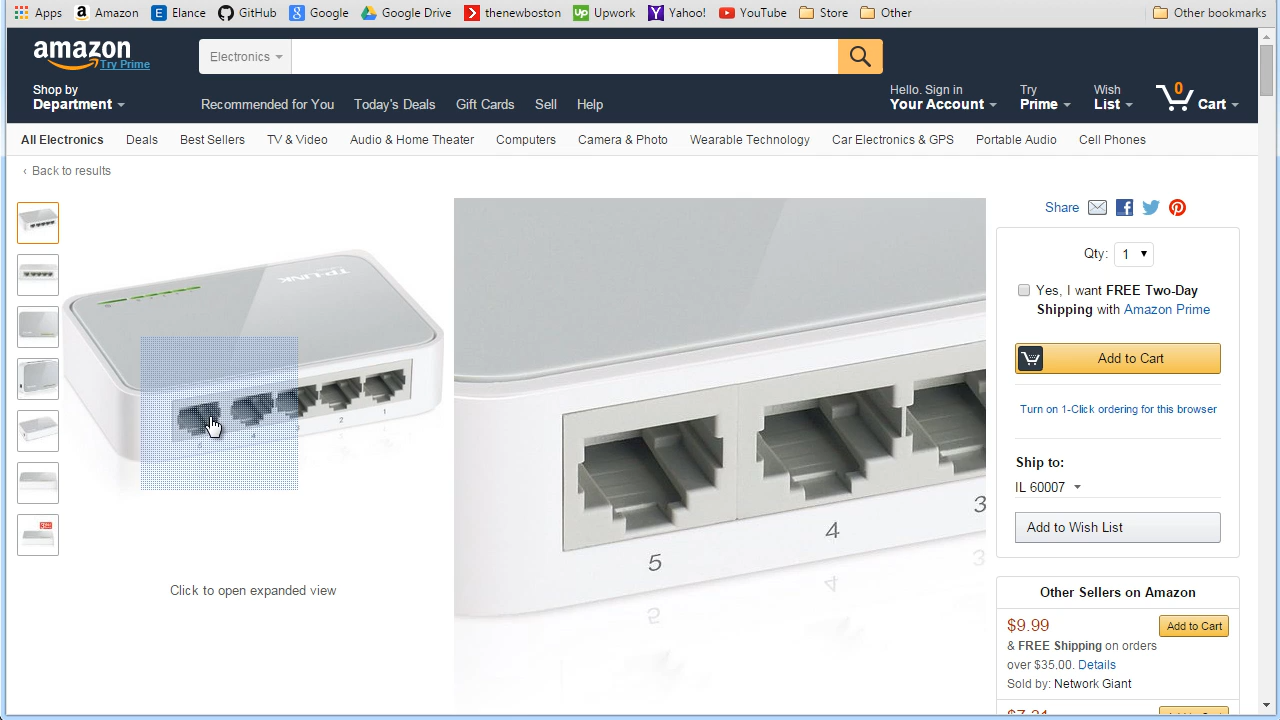 Apps Amazon Elance GitHub Google Google Drive thenewboston Upwork Yahoo! YouTube Store Other Other bookmarks
amazon
Try Prime
Electronics
Shop by
Department
Recommended for You Today's Deals Gift Cards Sell Help
Hello. Sign in
Your Account
Try
Prime
Wish
List
0
Cart
All Electronics Deals Best Sellers TV & Video Audio & Home Theater Computers Camera & Photo Wearable Technology Car Electronics & GPS Portable Audio Cell Phones
‹ Back to results
TP-LINK
4 2 1
Click to open expanded view
5 4 3
Share
Qty: 1
Yes, I want FREE Two-Day
Shipping with Amazon Prime
Add to Cart
Turn on 1-Click ordering for this browser
Ship to:
IL 60007
Add to Wish List
Other Sellers on Amazon
$9.99
Add to Cart
& FREE Shipping on orders
over $35.00. Details
Sold by: Network Giant